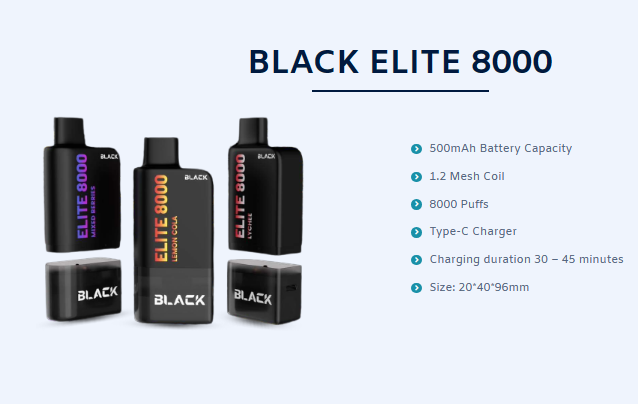 BLACK ELITE 8000
BLACK
ELITE 8000
MIXED BERRIES
BLACK
BLACK
ELITE 8000
LEMON COLA
BLACK
BLACK
ELITE 8000
LYCHEE
BLACK
500mAh Battery Capacity
1.2 Mesh Coil
8000 Puffs
Type-C Charger
Charging duration 30 – 45 minutes
Size: 20*40*96mm